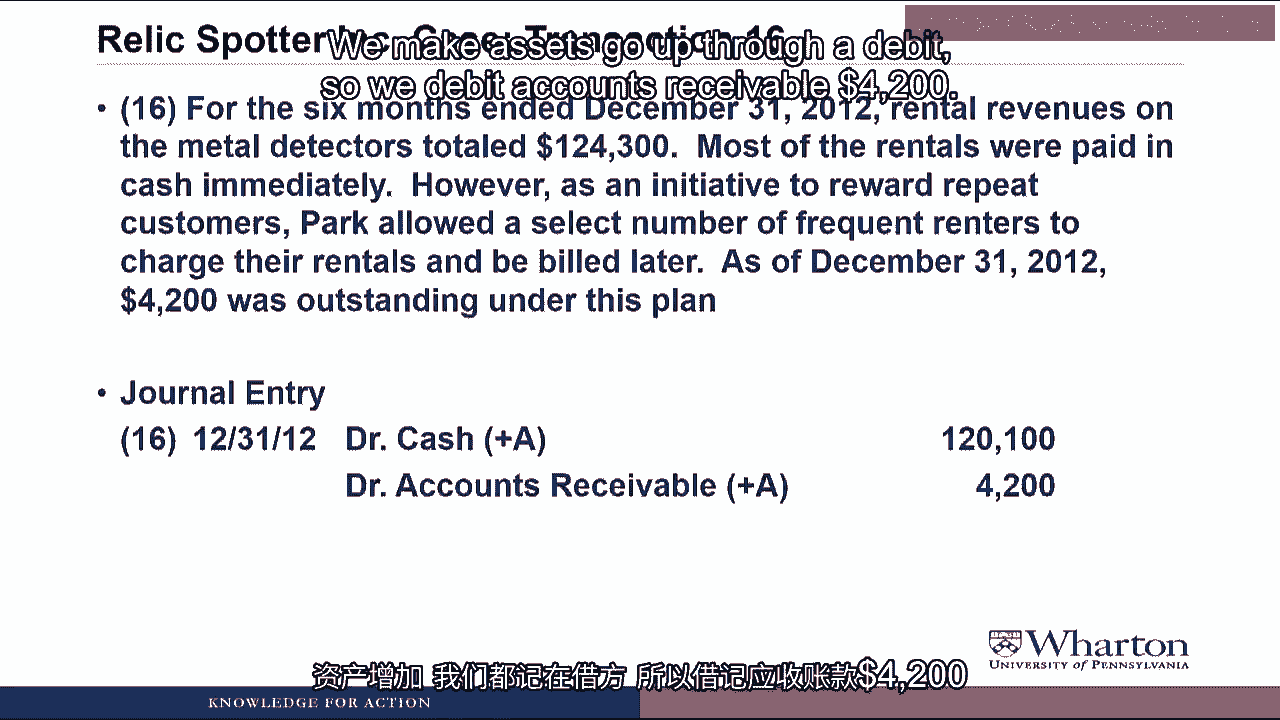 Relic Spotter Inc. Case: Transaction 16
We make assets go up through a debit,
so we debit accounts receivable $4,200.
• (16) For the six months ended December 31, 2012, rental revenues on
the metal detectors totaled $124,300. Most of the rentals were paid in
cash immediately. However, as an initiative to reward repeat
customers, Park allowed a select number of frequent renters to
charge their rentals and be billed later. As of December 31, 2012,
$4,200 was outstanding under this plan
• Journal Entry
(16) 12/31/12 Dr. Cash (+A) 120,100
Dr. Accounts Receivable (+A) 4,200
Wharton
UNIVERSITY of PENNSYLVANIA
资产增加 我们都记在借方 所以借记应收账款$4,200
KNOWLEDGE FOR ACTION